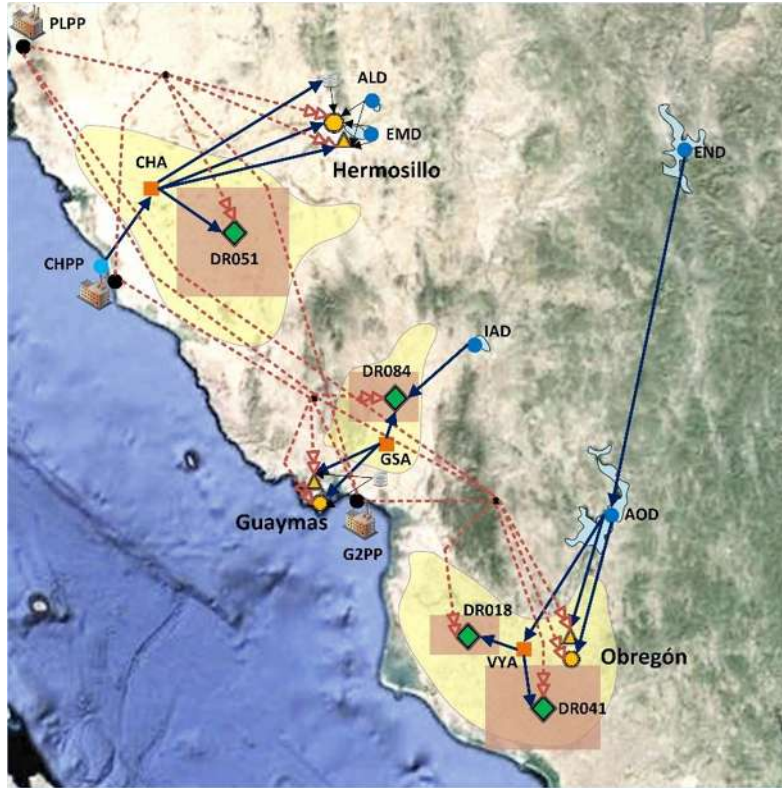 PLPP
ALD
EMD
Hermosillo
END
CHA
DR051
CHPP
IAD
DR084
GSA
Guaymas
G2PP
AOD
DR018
VYA
Obregón
DR041